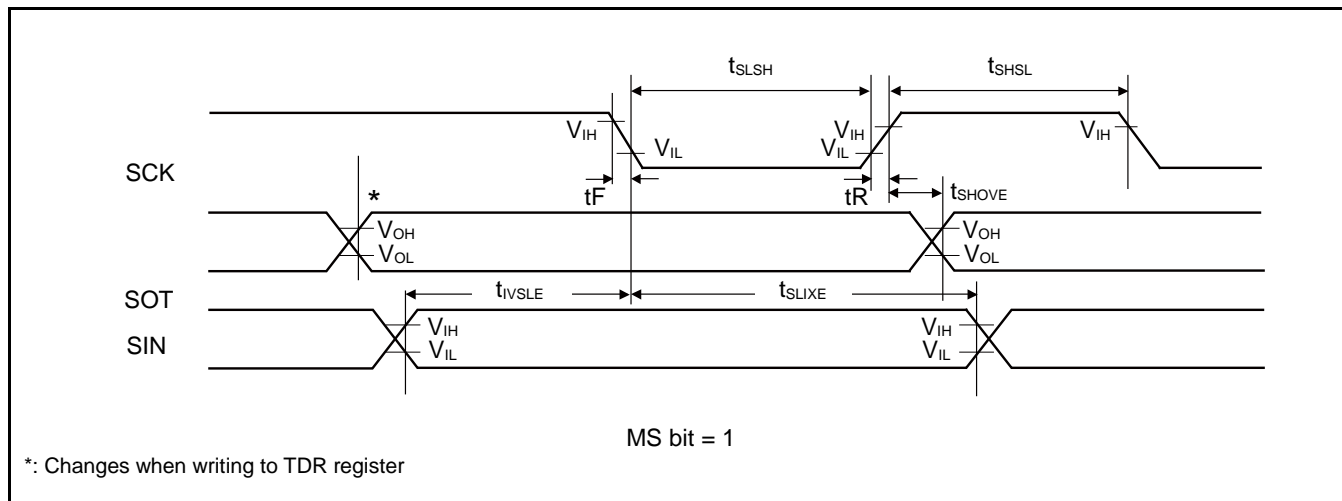 tSLSH tSHSL
VIH VIL VIL VIH VIH
SCK
tF tR tSHOVE
*
VOH VOH
VOL VOL
SOT
tIVSLE tSLIXE
VIH VIH
SIN
VIL VIL
MS bit = 1
*: Changes when writing to TDR register